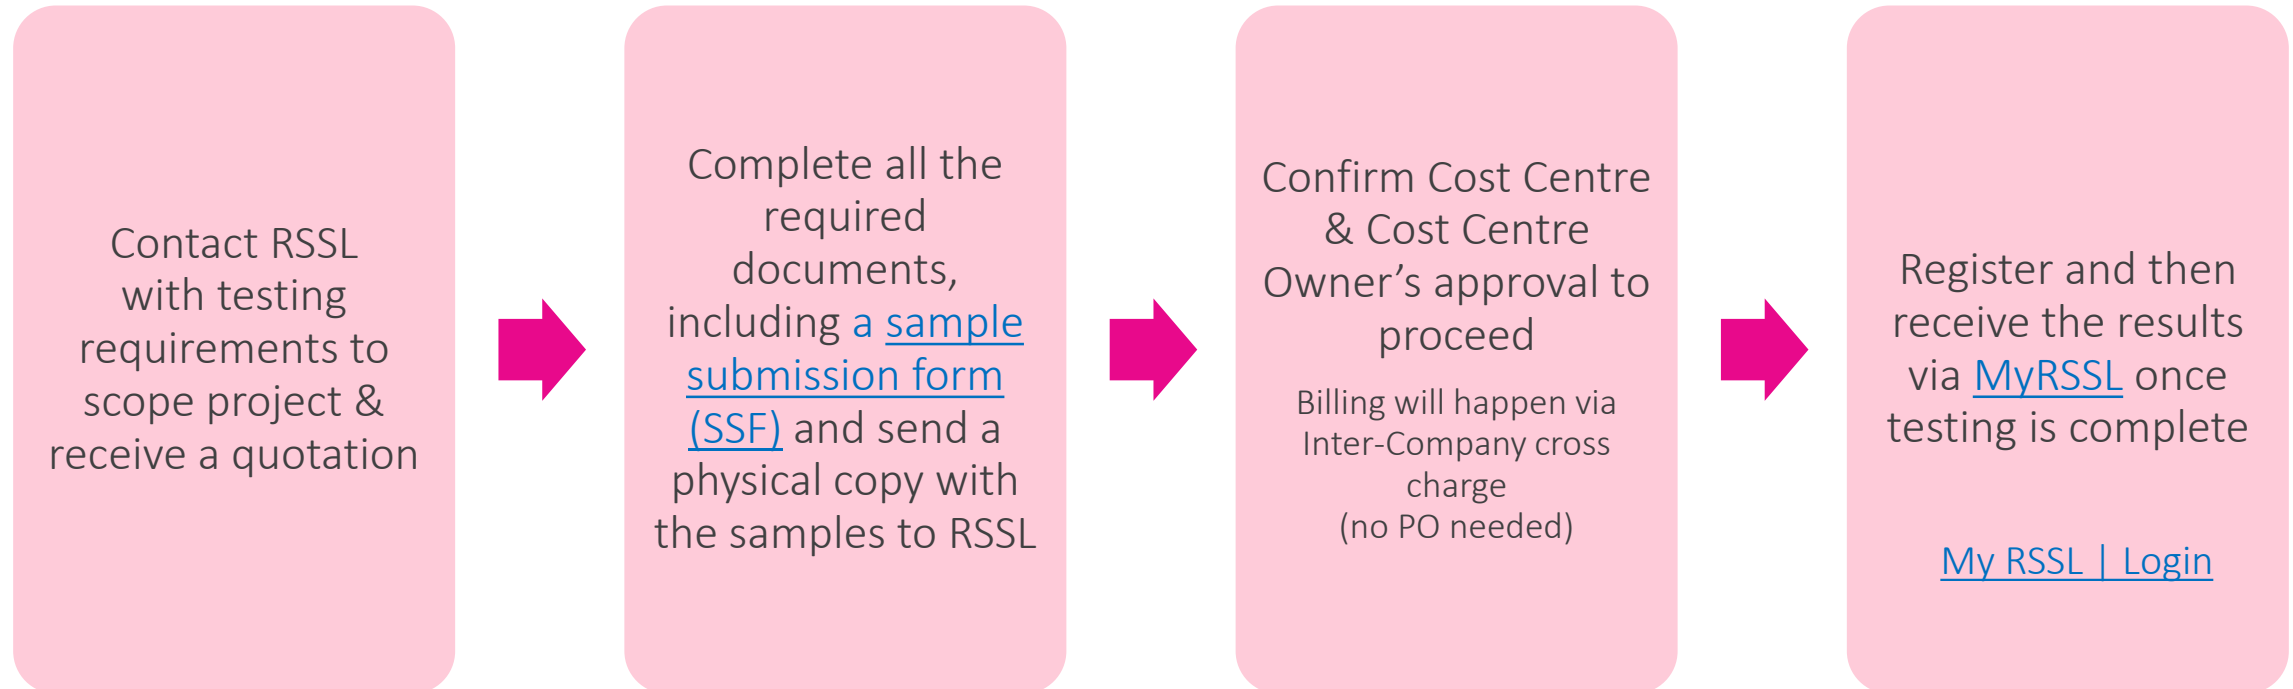 Contact RSSL
with testing
requirements to
scope project &
receive a quotation
Complete all the
required
documents,
including a sample
submission form
(SSF) and send a
physical copy with
the samples to RSSL
Confirm Cost Centre
& Cost Centre
Owner’s approval to
proceed
Billing will happen via
Inter-Company cross
charge
(no PO needed)
Register and then
receive the results
via MyRSSL once
testing is complete
My RSSL | Login